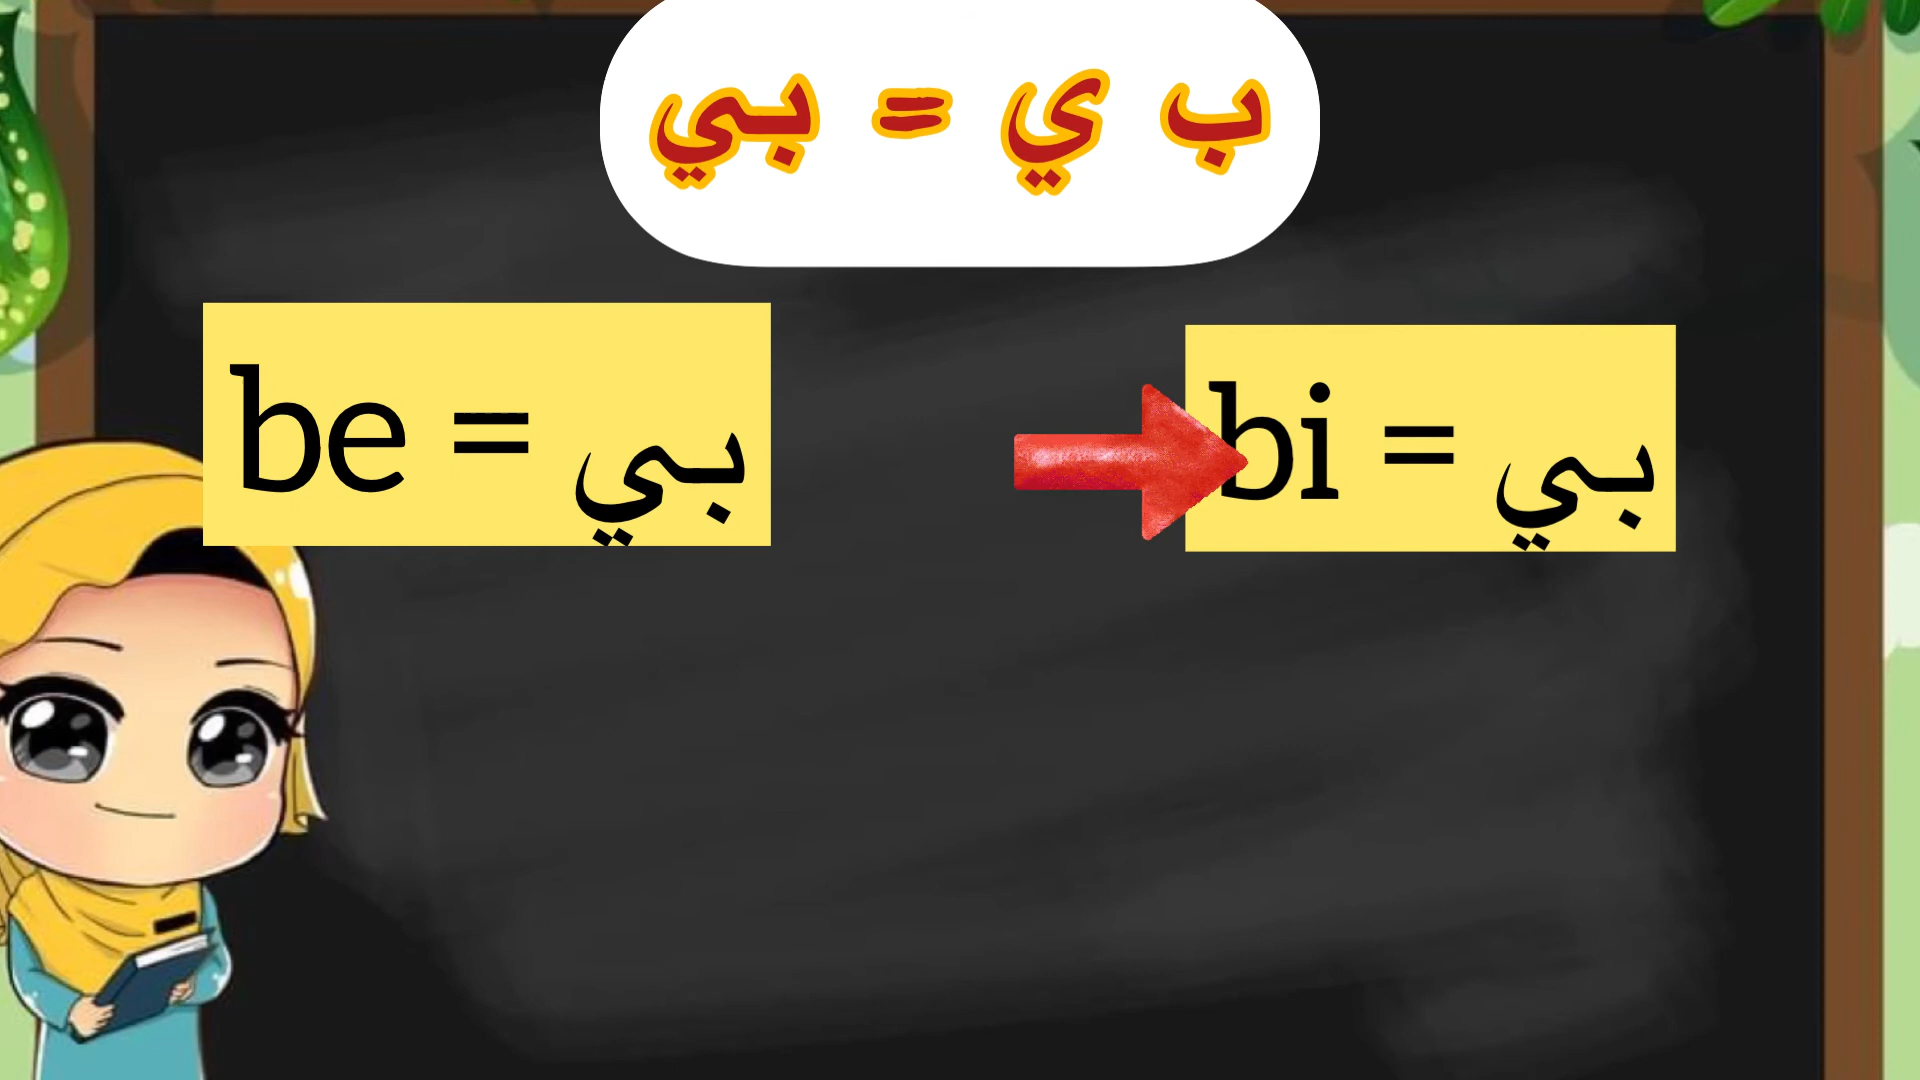 ب ي = بي
be = بي
bi = بي